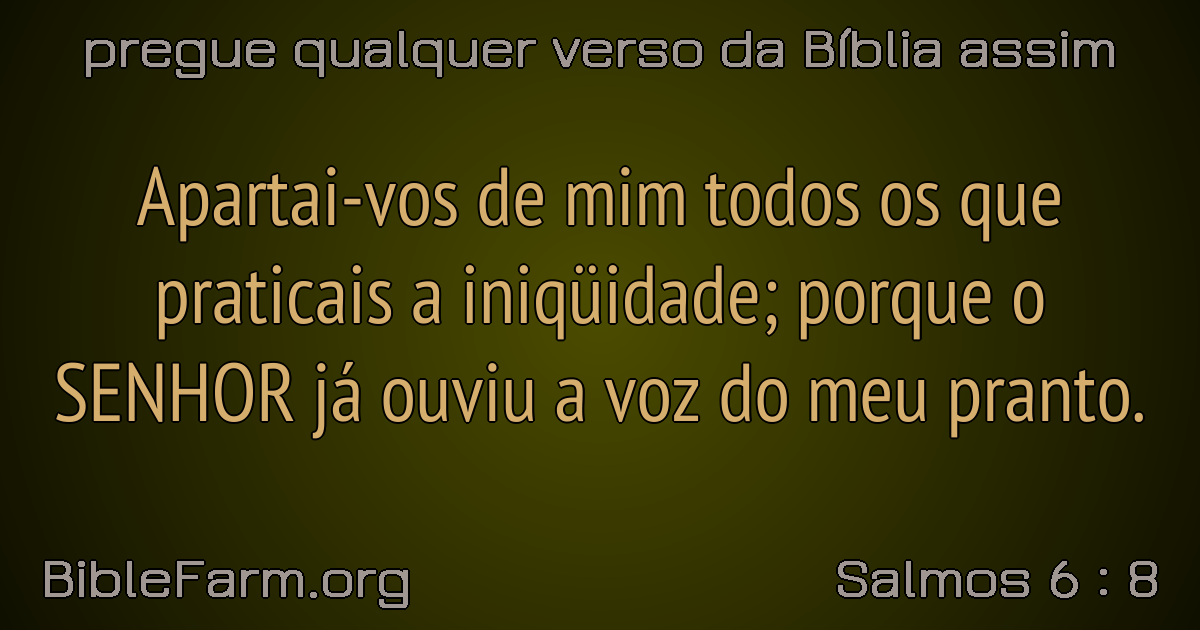 pregue qualquer verso da Bíblia assim
Apartai-vos de mim todos os que
praticais a iniqüidade; porque o
SENHOR já ouviu a voz do meu pranto.
BibleFarm.org
Salmos 6 : 8